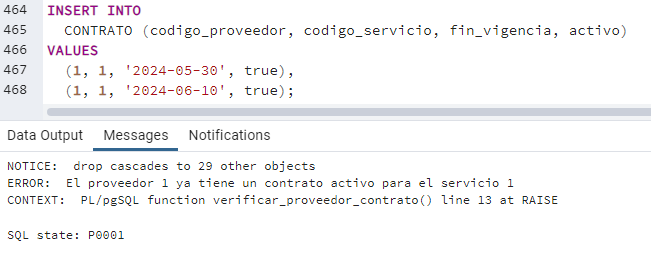 464 INSERT INTO
465 CONTRATO (codigo_proveedor, codigo_servicio, fin_vigencia, activo)
466 VALUES
467 (1, 1, '2024-05-30', true),
468 (1, 1, '2024-06-10', true);
Data Output Messages Notifications
NOTICE:  drop cascades to 29 other objects
ERROR:  El proveedor 1 ya tiene un contrato activo para el servicio 1
CONTEXT:  PL/pgSQL function verificar_proveedor_contrato() line 13 at RAISE
SQL state: P0001